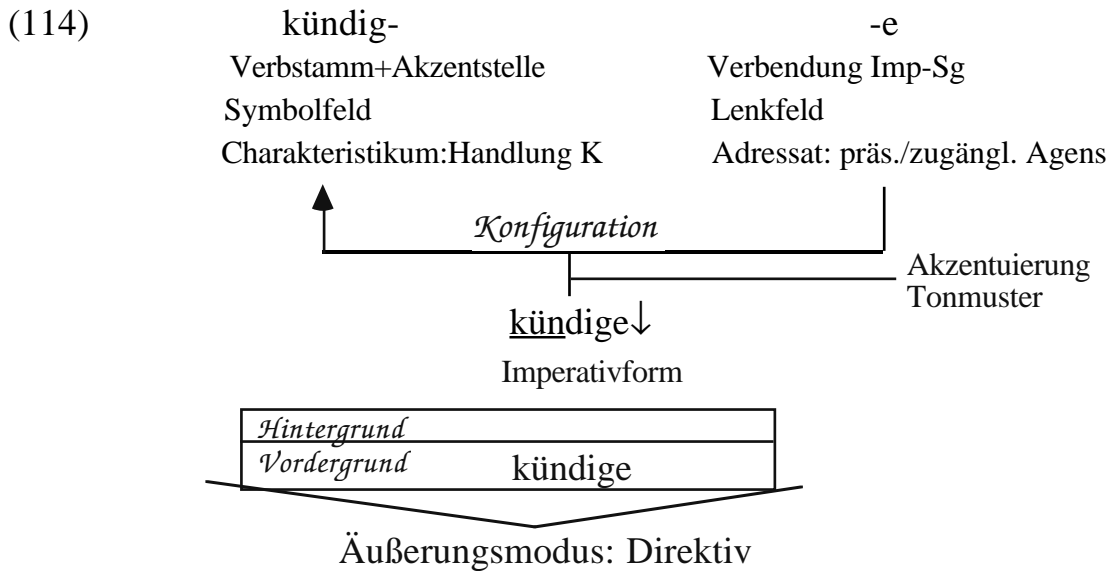 (114) kündig- -e
Verbstamm+Akzentstelle Verbendung Imp-Sg
Symbolfeld Lenkfeld
Charakteristikum:Handlung K Adressat: präs./zugängl. Agens
Konfiguration
Akzentuierung
Tonmuster
kündige↓
Imperativform
Hintergrund
Vordergrund kündige
Äußerungsmodus: Direktiv